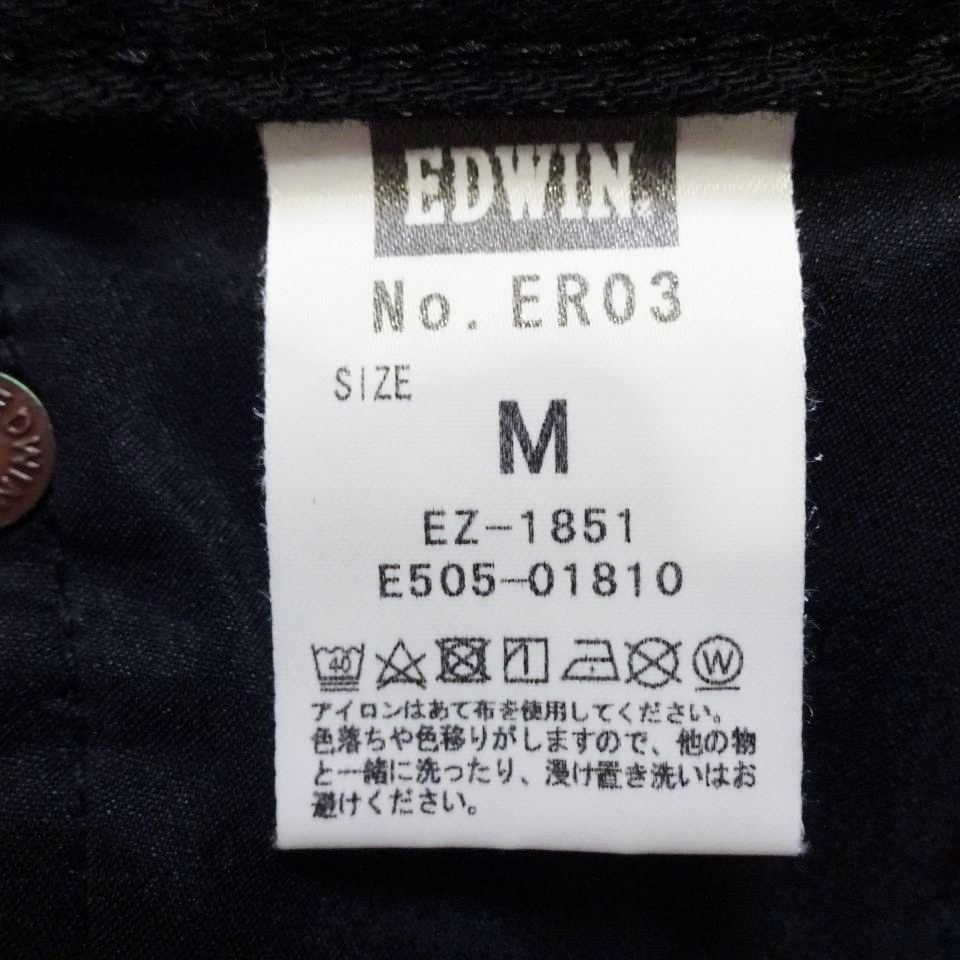 EDWIN
No. ER03
SIZE
M
EZ-1851
E505-01810
40
W
アイロンはあて布を使用してください。
色落ちや色移りがしますので、他の物
と一緒に洗ったり、浸け置き洗いはお
避けください。